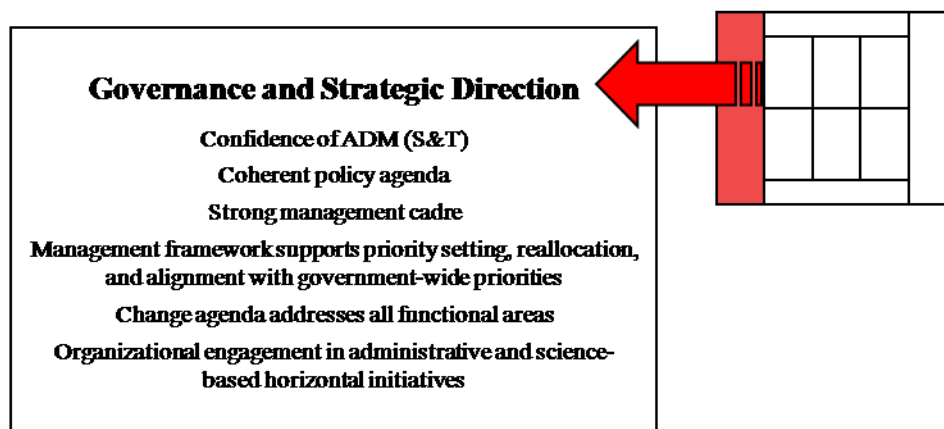 Governance and Strategic Direction
Confidence of ADM (S&T)
Coherent policy agenda
Strong management cadre
Management framework supports priority setting, reallocation,
and alignment with government-wide priorities
Change agenda addresses all functional areas
Organizational engagement in administrative and science-
based horizontal initiatives